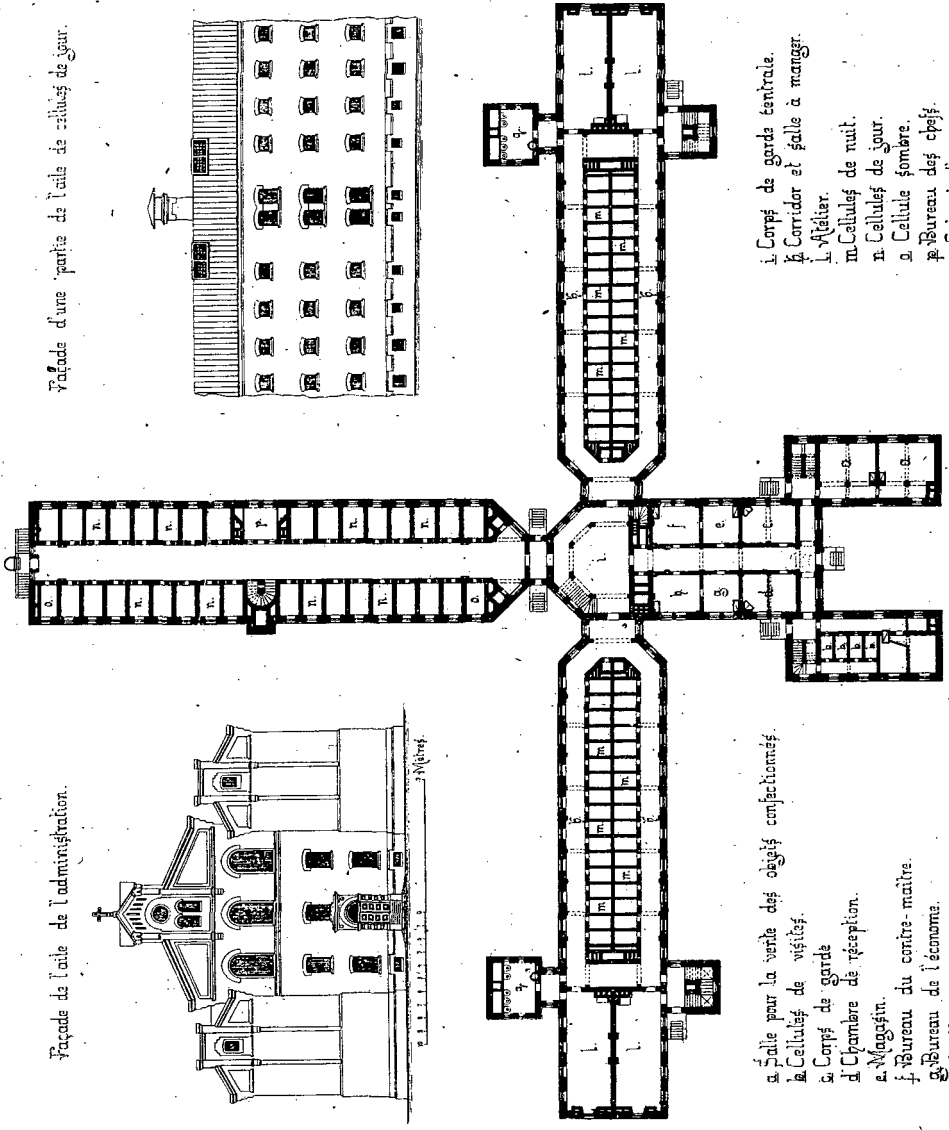 Façade de l'aile de l'administration.
Mètres.
Façade d'une partie de l'aile de cellules de jour.
a. Salle pour la vente des objets confectionnés.
b. Cellules de visites.
c. Corps de garde
d. Chambre de réception.
e. Magasin.
f. Bureau du contre-maître.
g. Bureau de l'économe.
i. Corps de garde centrale.
k. Corridor et salle à manger.
l. Atelier.
m. Cellules de nuit.
n. Cellules de jour.
o. Cellule sombre.
p. Bureau des chefs.